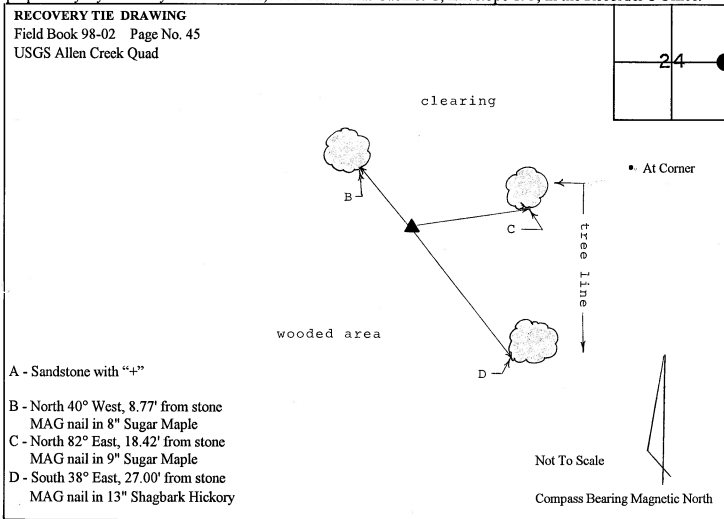 RECOVERY TIE DRAWING
Field Book 98-02 Page No. 45
USGS Allen Creek Quad
24
clearing
At Corner
B
C
tree line
wooded area
D
A - Sandstone with “+”
B - North 40° West, 8.77' from stone
MAG nail in 8" Sugar Maple
C - North 82° East, 18.42' from stone
MAG nail in 9" Sugar Maple
D - South 38° East, 27.00' from stone
MAG nail in 13" Shagbark Hickory
Not To Scale
Compass Bearing Magnetic North